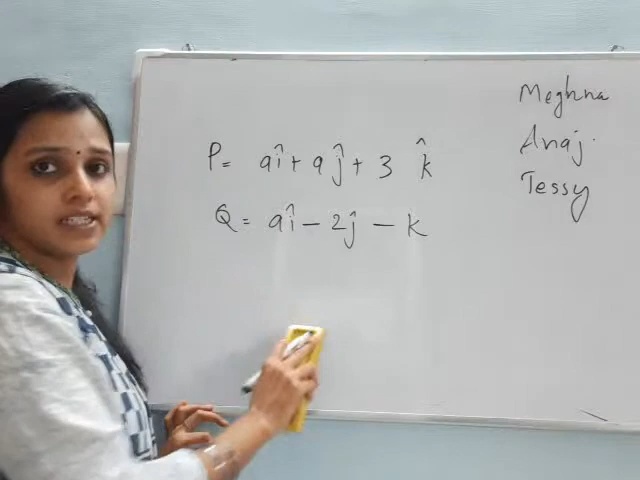 P = aî + aĵ + 3 k̂
Q = aî - 2ĵ - k
Meghna
Anaj.
Tessy